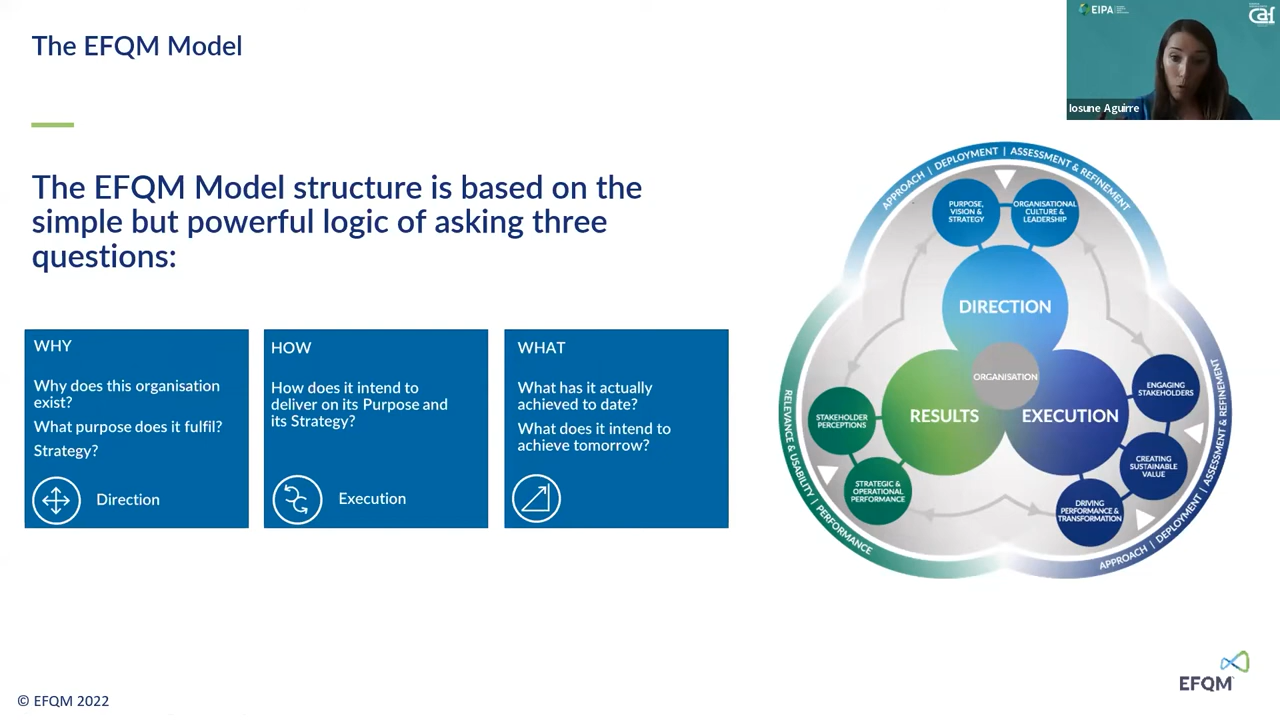 The EFQM Model
EIPA
caf
Iosune Aguirre
The EFQM Model structure is based on the
simple but powerful logic of asking three
questions:
WHY
Why does this organisation
exist?
What purpose does it fulfil?
Strategy?
Direction
HOW
How does it intend to
deliver on its Purpose and
its Strategy?
Execution
WHAT
What has it actually
achieved to date?
What does it intend to
achieve tomorrow?
APPROACH | DEPLOYMENT | ASSESSMENT & REFINEMENT
PURPOSE,
VISION &
STRATEGY
ORGANISATIONAL
CULTURE &
LEADERSHIP
DIRECTION
ORGANISATION
RESULTS
EXECUTION
STAKEHOLDER
PERCEPTIONS
STRATEGIC &
OPERATIONAL
PERFORMANCE
ENGAGING
STAKEHOLDERS
CREATING
SUSTAINABLE
VALUE
DRIVING
PERFORMANCE &
TRANSFORMATION
RELEVANCE & USABILITY | PERFORMANCE
APPROACH | DEPLOYMENT | ASSESSMENT & REFINEMENT
EFQM
© EFQM 2022